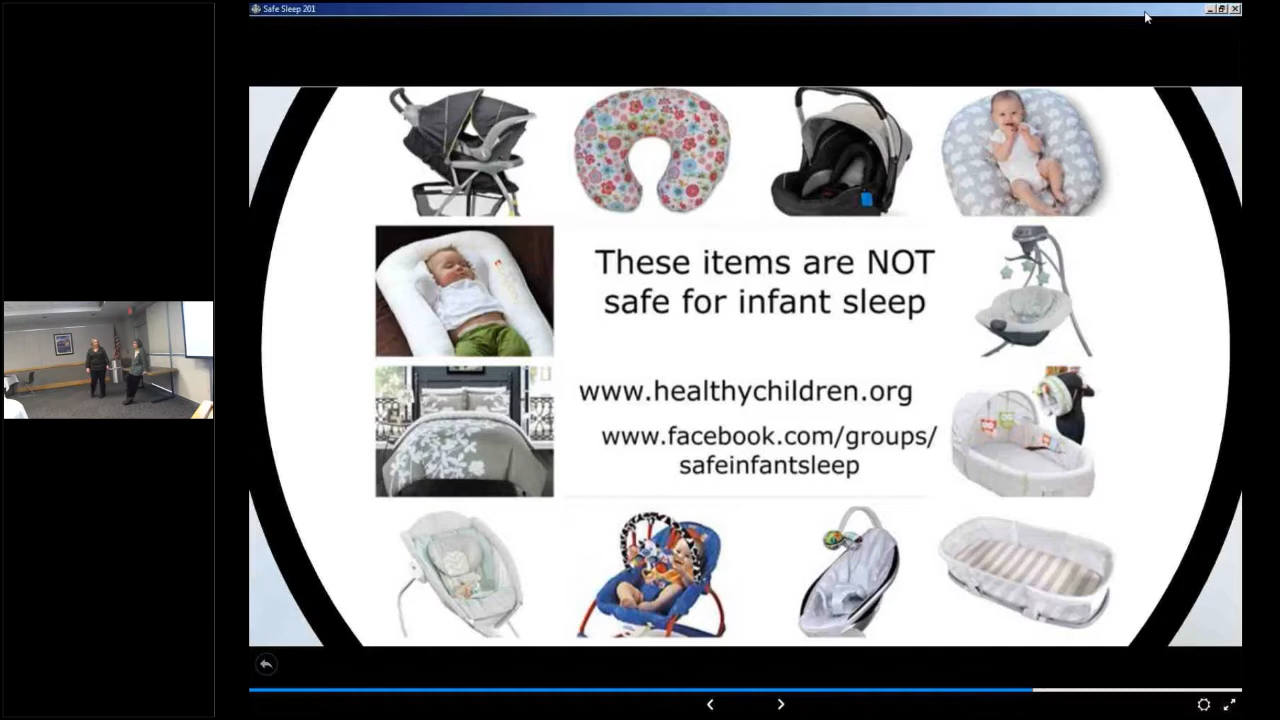 Safe Sleep 201
These items are NOT
safe for infant sleep
www.healthychildren.org
www.facebook.com/groups/
safeinfantsleep